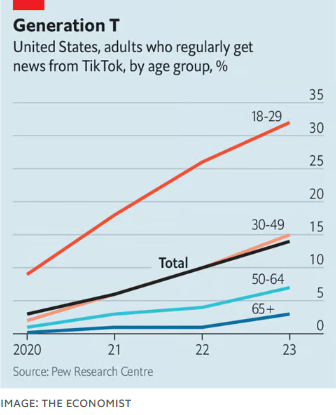 Generation T
United States, adults who regularly get
news from TikTok, by age group, %
35
18-29
30
25
20
30-49
15
Total
10
50-64
5
65+
0
2020
21
22
23
Source: Pew Research Centre
IMAGE: THE ECONOMIST